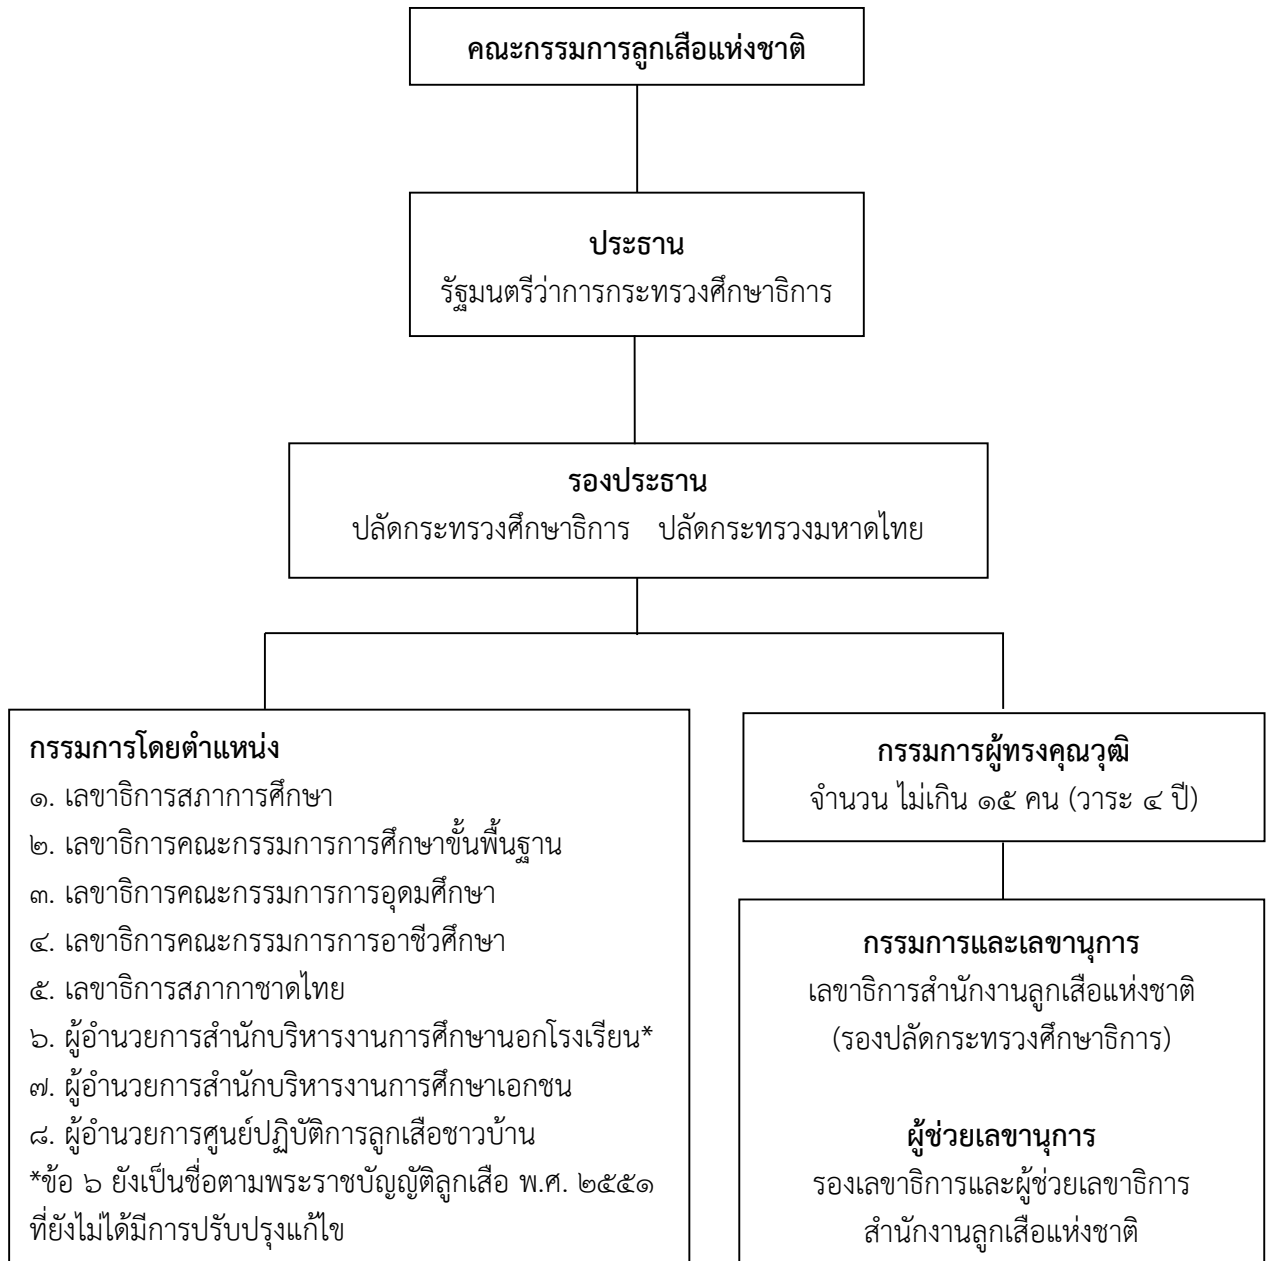 คณะกรรมการลูกเสือแห่งชาติ
ประธาน
รัฐมนตรีว่าการกระทรวงศึกษาธิการ
รองประธาน
ปลัดกระทรวงศึกษาธิการ ปลัดกระทรวงมหาดไทย
กรรมการโดยตำแหน่ง
๑. เลขาธิการสภาการศึกษา
๒. เลขาธิการคณะกรรมการการศึกษาขั้นพื้นฐาน
๓. เลขาธิการคณะกรรมการการอุดมศึกษา
๔. เลขาธิการคณะกรรมการการอาชีวศึกษา
๕. เลขาธิการสภากาชาดไทย
๖. ผู้อำนวยการสำนักบริหารงานการศึกษานอกโรงเรียน*
๗. ผู้อำนวยการสำนักบริหารงานการศึกษาเอกชน
๘. ผู้อำนวยการศูนย์ปฏิบัติการลูกเสือชาวบ้าน
*ข้อ ๖ ยังเป็นชื่อตามพระราชบัญญัติลูกเสือ พ.ศ. ๒๕๕๑
ที่ยังไม่ได้มีการปรับปรุงแก้ไข
กรรมการผู้ทรงคุณวุฒิ
จำนวน ไม่เกิน ๑๕ คน (วาระ ๔ ปี)
กรรมการและเลขานุการ
เลขาธิการสำนักงานลูกเสือแห่งชาติ
(รองปลัดกระทรวงศึกษาธิการ)
ผู้ช่วยเลขานุการ
รองเลขาธิการและผู้ช่วยเลขาธิการ
สำนักงานลูกเสือแห่งชาติ